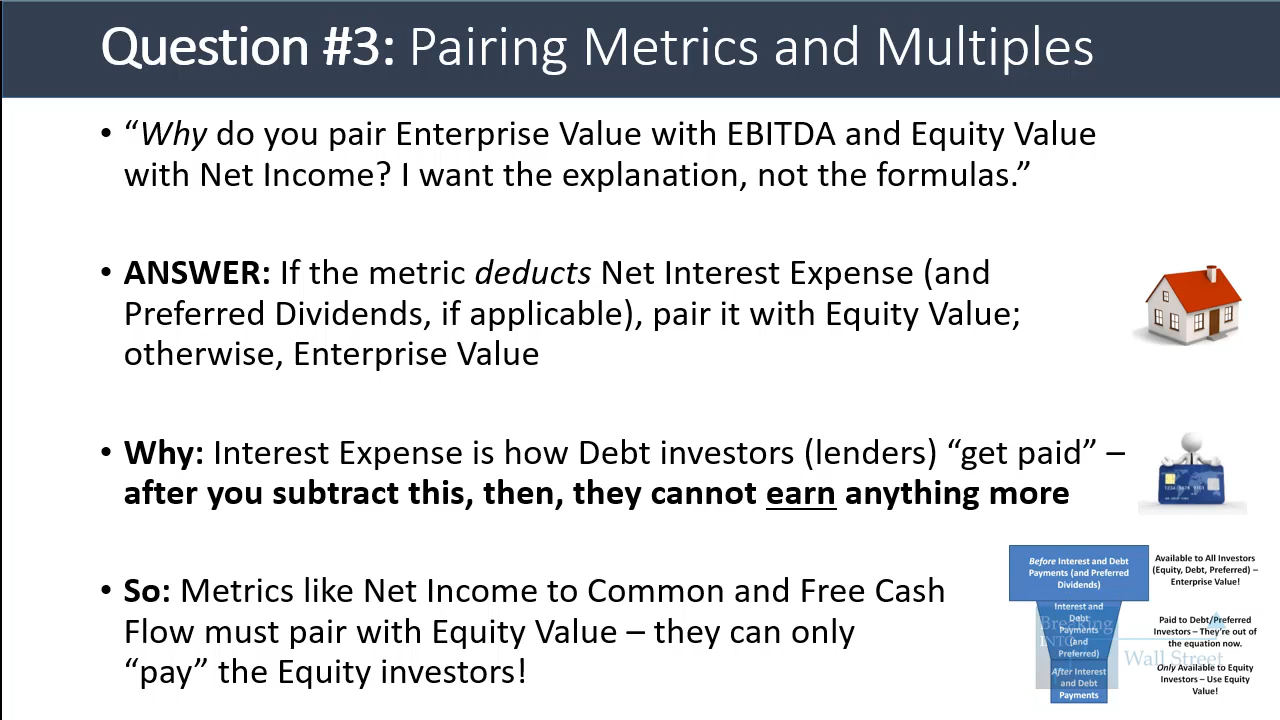 Question #3: Pairing Metrics and Multiples
• “Why do you pair Enterprise Value with EBITDA and Equity Value
with Net Income? I want the explanation, not the formulas.”
• ANSWER: If the metric deducts Net Interest Expense (and
Preferred Dividends, if applicable), pair it with Equity Value;
otherwise, Enterprise Value
• Why: Interest Expense is how Debt investors (lenders) “get paid” –
after you subtract this, then, they cannot earn anything more
• So: Metrics like Net Income to Common and Free Cash
Flow must pair with Equity Value – they can only
“pay” the Equity investors!
Before Interest and Debt
Payments (and Preferred
Dividends)
Available to All Investors
(Equity, Debt, Preferred) –
Enterprise Value!
Interest and
Debt
Payments
(and
Preferred)
Paid to Debt/Preferred
Investors – They're out of
the equation now.
After Interest
and Debt
Payments
Only Available to Equity
Investors – Use Equity
Value!
Breaking
INTO
Wall Street